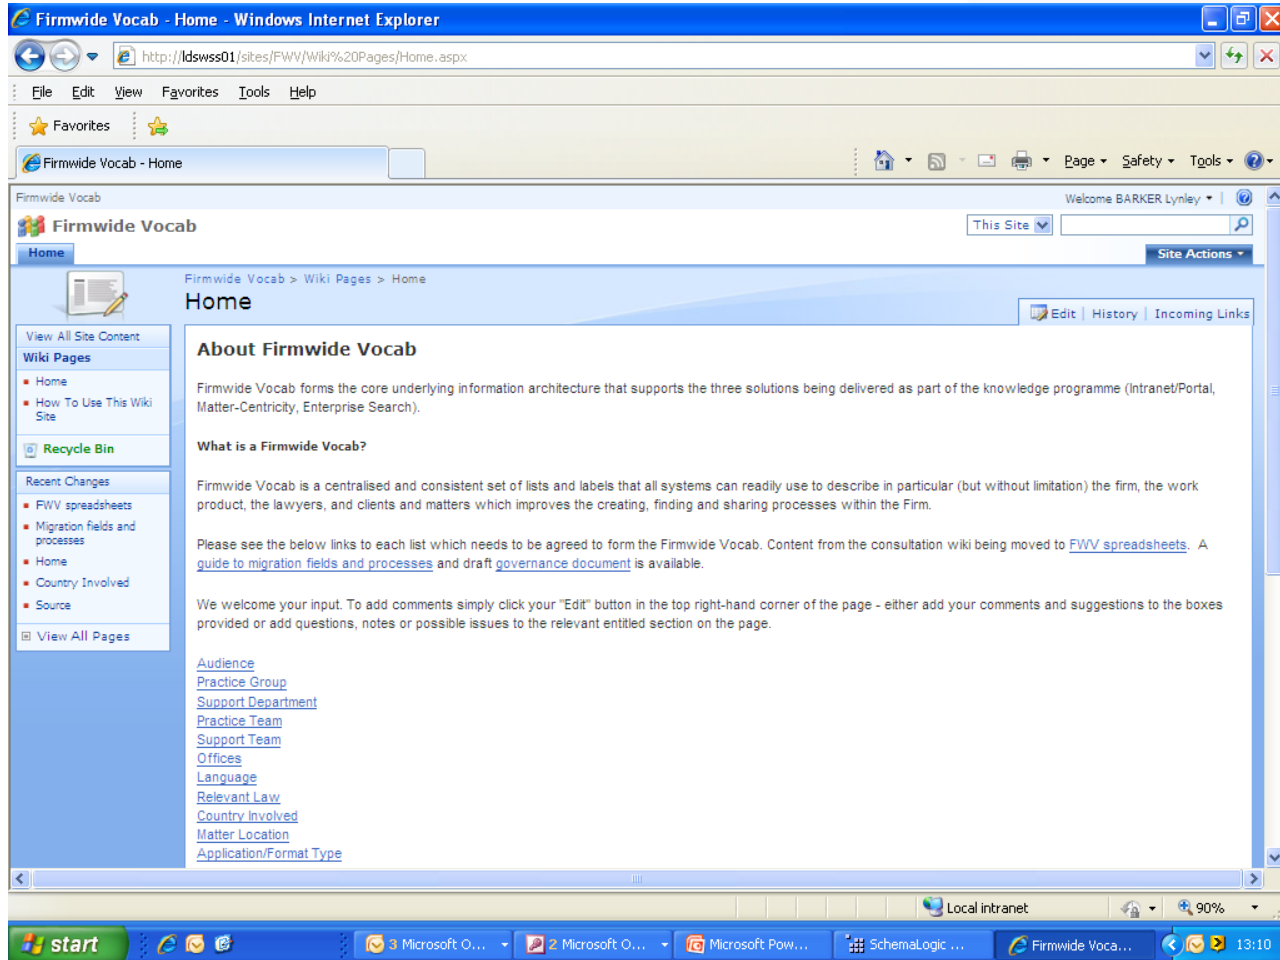 Firmwide Vocab - Home - Windows Internet Explorer
http://ldswss01/sites/FWV/Wiki%20Pages/Home.aspx
File Edit View Favorites Tools Help
Favorites
Firmwide Vocab - Home
Page Safety Tools
Firmwide Vocab
Welcome BARKER Lynley
Firmwide Vocab
This Site
Home
Site Actions
Firmwide Vocab > Wiki Pages > Home
Home
Edit | History | Incoming Links
View All Site Content
Wiki Pages
Home
How To Use This Wiki
Site
Recycle Bin
Recent Changes
FWV spreadsheets
Migration fields and
processes
Home
Country Involved
Source
View All Pages
About Firmwide Vocab
Firmwide Vocab forms the core underlying information architecture that supports the three solutions being delivered as part of the knowledge programme (Intranet/Portal,
Matter-Centricity, Enterprise Search).
What is a Firmwide Vocab?
Firmwide Vocab is a centralised and consistent set of lists and labels that all systems can readily use to describe in particular (but without limitation) the firm, the work
product, the lawyers, and clients and matters which improves the creating, finding and sharing processes within the Firm.
Please see the below links to each list which needs to be agreed to form the Firmwide Vocab. Content from the consultation wiki being moved to FWV spreadsheets. A
guide to migration fields and processes and draft governance document is available.
We welcome your input. To add comments simply click your "Edit" button in the top right-hand corner of the page - either add your comments and suggestions to the boxes
provided or add questions, notes or possible issues to the relevant entitled section on the page.
Audience
Practice Group
Support Department
Practice Team
Support Team
Offices
Language
Relevant Law
Country Involved
Matter Location
Application/Format Type
Local intranet
90%
start
3 Microsoft O...
2 Microsoft O...
Microsoft Pow...
SchemaLogic ...
Firmwide Voca...
13:10